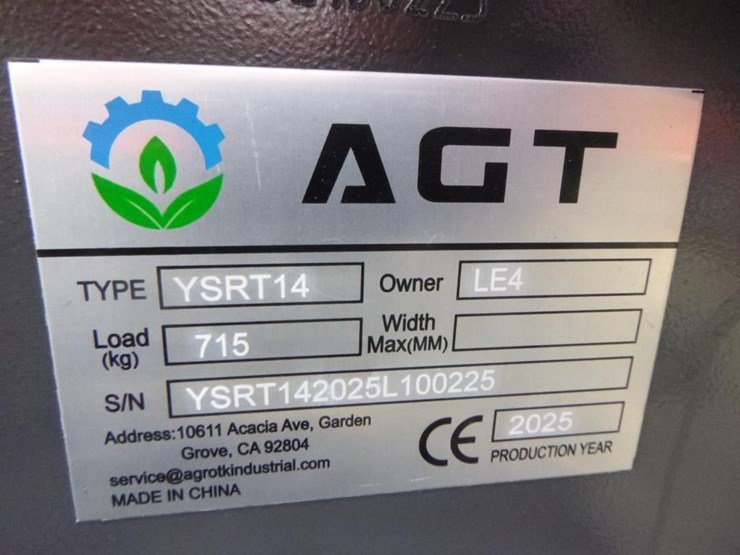 AGT
TYPE YSRT14 Owner LE4
Load (kg) 715 Width Max(MM)
S/N YSRT142025L100225
Address:10611 Acacia Ave, Garden
Grove, CA 92804
service@agrotkindustrial.com
MADE IN CHINA
CE 2025
PRODUCTION YEAR